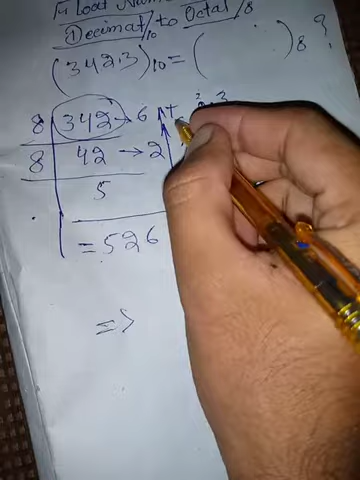 Float Num
① Decimal/10 to Octal/8
(342.3)10 = ( )8 ?
8 342 → 6 +
8 42 → 2
5
= 526
=>